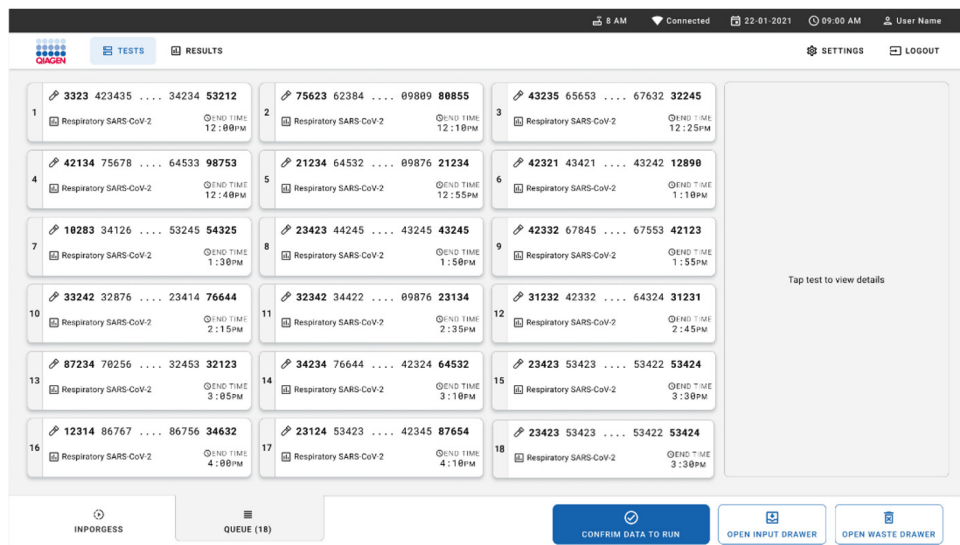 8 AM Connected 22-01-2021 09:00 AM User Name
QIAGEN TESTS RESULTS SETTINGS LOGOUT
1 3323 423435 .... 34234 53212
Respiratory SARS-CoV-2 END TIME 12:00PM
2 75623 62384 .... 09809 80855
Respiratory SARS-CoV-2 END TIME 12:10PM
3 43235 65653 .... 67632 32245
Respiratory SARS-CoV-2 END TIME 12:25PM
4 42134 75678 .... 64533 98753
Respiratory SARS-CoV-2 END TIME 12:40PM
5 21234 64532 .... 09876 21234
Respiratory SARS-CoV-2 END TIME 12:55PM
6 42321 43421 .... 43242 12890
Respiratory SARS-CoV-2 END TIME 1:10PM
7 10283 34126 .... 53245 54325
Respiratory SARS-CoV-2 END TIME 1:30PM
8 23423 44245 .... 43245 43245
Respiratory SARS-CoV-2 END TIME 1:50PM
9 42332 67845 .... 67553 42123
Respiratory SARS-CoV-2 END TIME 1:55PM
10 33242 32876 .... 23414 76644
Respiratory SARS-CoV-2 END TIME 2:15PM
11 32342 34422 .... 09876 23134
Respiratory SARS-CoV-2 END TIME 2:35PM
12 31232 42332 .... 64324 31231
Respiratory SARS-CoV-2 END TIME 2:45PM
13 87234 70256 .... 32453 32123
Respiratory SARS-CoV-2 END TIME 3:05PM
14 34234 76644 .... 42324 64532
Respiratory SARS-CoV-2 END TIME 3:10PM
15 23423 53423 .... 53422 53424
Respiratory SARS-CoV-2 END TIME 3:30PM
16 12314 86767 .... 86756 34632
Respiratory SARS-CoV-2 END TIME 4:00PM
17 23124 53423 .... 42345 87654
Respiratory SARS-CoV-2 END TIME 4:10PM
18 23423 53423 .... 53422 53424
Respiratory SARS-CoV-2 END TIME 3:30PM
Tap test to view details
INPORGESS QUEUE (18) CONFRIM DATA TO RUN OPEN INPUT DRAWER OPEN WASTE DRAWER